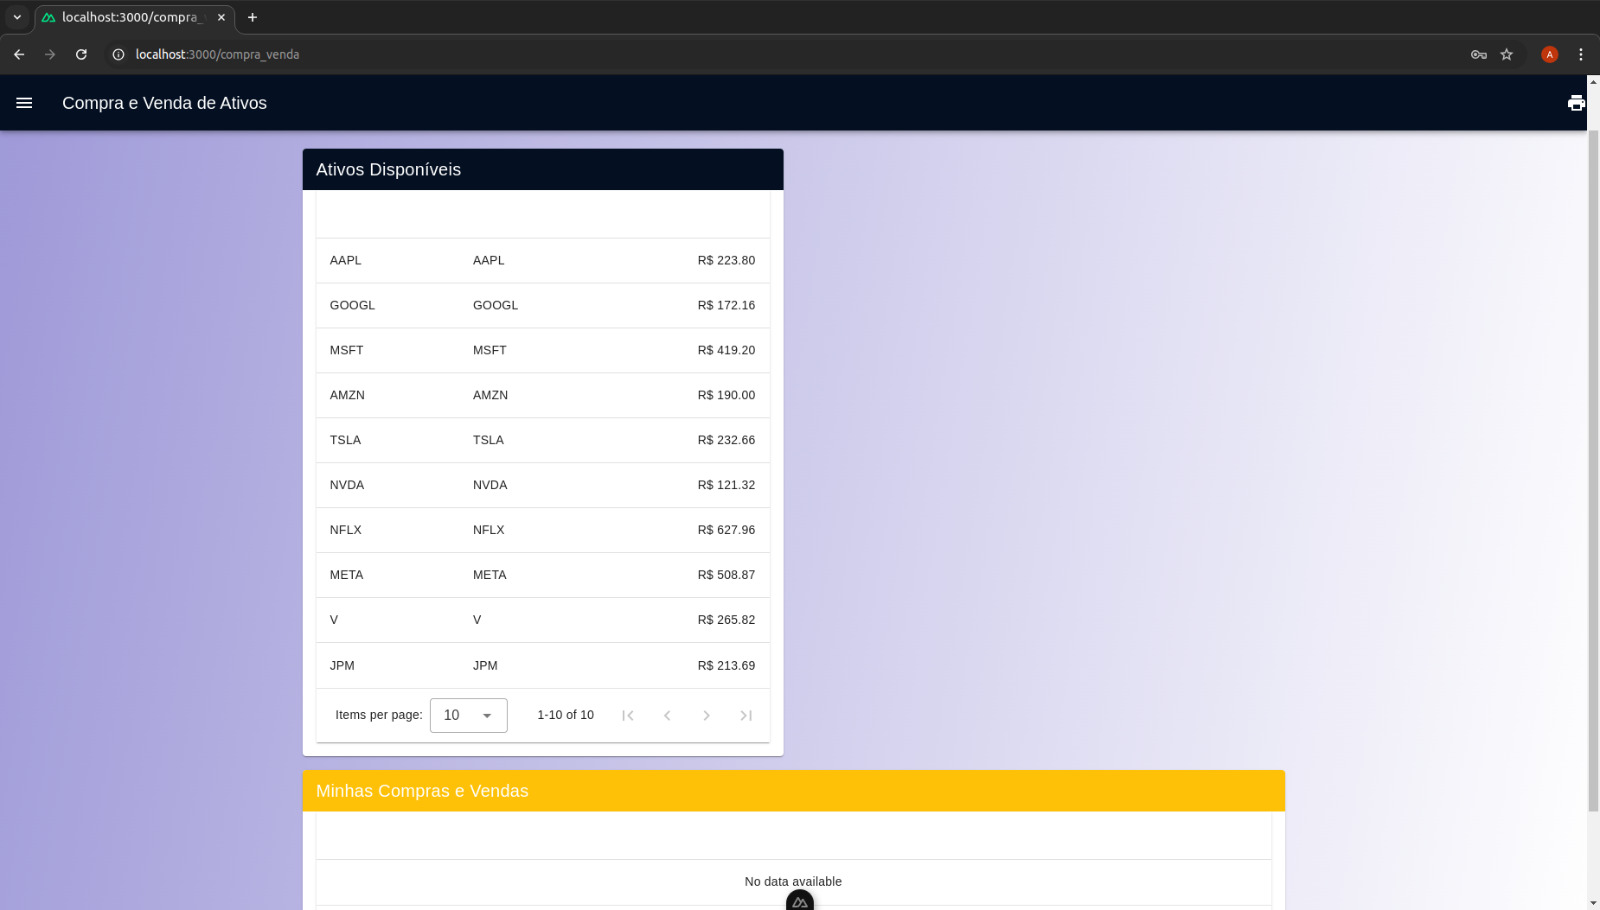 localhost:3000/compra_
localhost:3000/compra_venda
A
Compra e Venda de Ativos
Ativos Disponíveis
AAPL AAPL R$ 223.80
GOOGL GOOGL R$ 172.16
MSFT MSFT R$ 419.20
AMZN AMZN R$ 190.00
TSLA TSLA R$ 232.66
NVDA NVDA R$ 121.32
NFLX NFLX R$ 627.96
META META R$ 508.87
V V R$ 265.82
JPM JPM R$ 213.69
Items per page: 10 1-10 of 10
Minhas Compras e Vendas
No data available